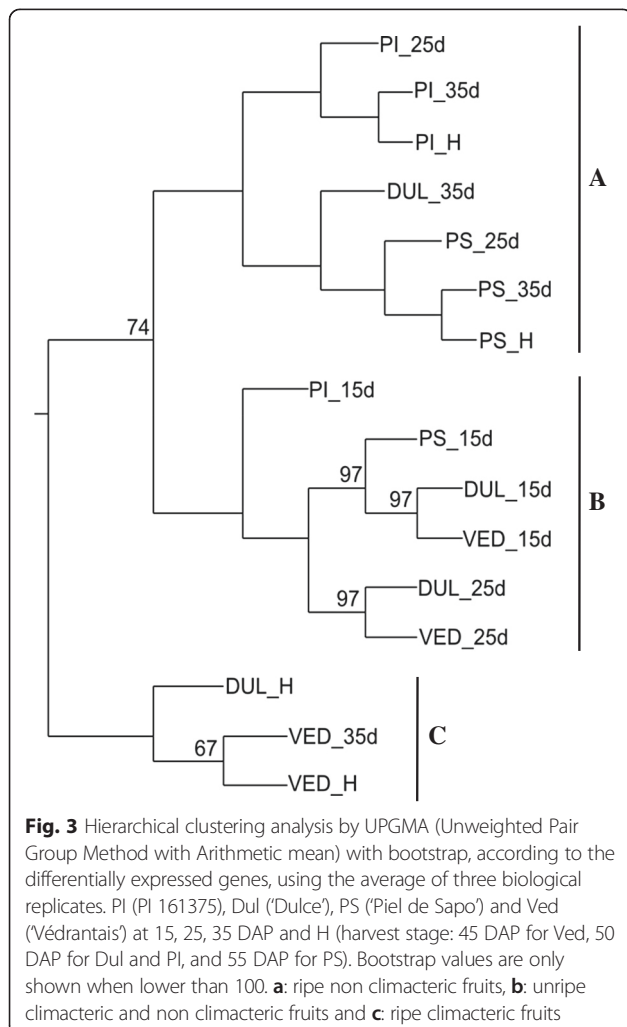 PI_25d
PI_35d
PI_H
DUL_35d
PS_25d
PS_35d
PS_H
A
74
PI_15d
PS_15d
97
DUL_15d
97
VED_15d
B
DUL_25d
97
VED_25d
DUL_H
VED_35d
67
VED_H
C
Fig. 3 Hierarchical clustering analysis by UPGMA (Unweighted Pair
Group Method with Arithmetic mean) with bootstrap, according to the
differentially expressed genes, using the average of three biological
replicates. PI (PI 161375), Dul (‘Dulce’), PS (‘Piel de Sapo’) and Ved
(‘Védrantais’) at 15, 25, 35 DAP and H (harvest stage: 45 DAP for Ved, 50
DAP for Dul and PI, and 55 DAP for PS). Bootstrap values are only
shown when lower than 100. a: ripe non climacteric fruits, b: unripe
climacteric and non climacteric fruits and c: ripe climacteric fruits